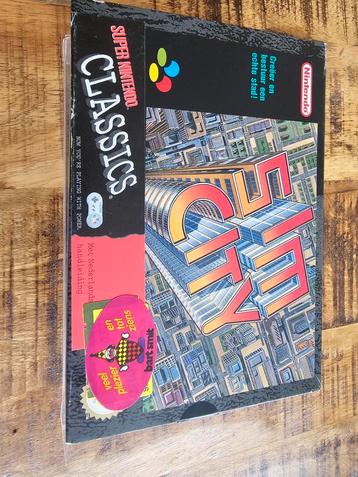 Nintendo
Creëer en
bestuur een
echte stad!
SIM
CITY
SUPER NINTENDO
CLASSICS
NOW YOU'RE PLAYING WITH POWER.
Met Nederlandse
handleiding
veel
plezier
en
tot
ziens
bart smit